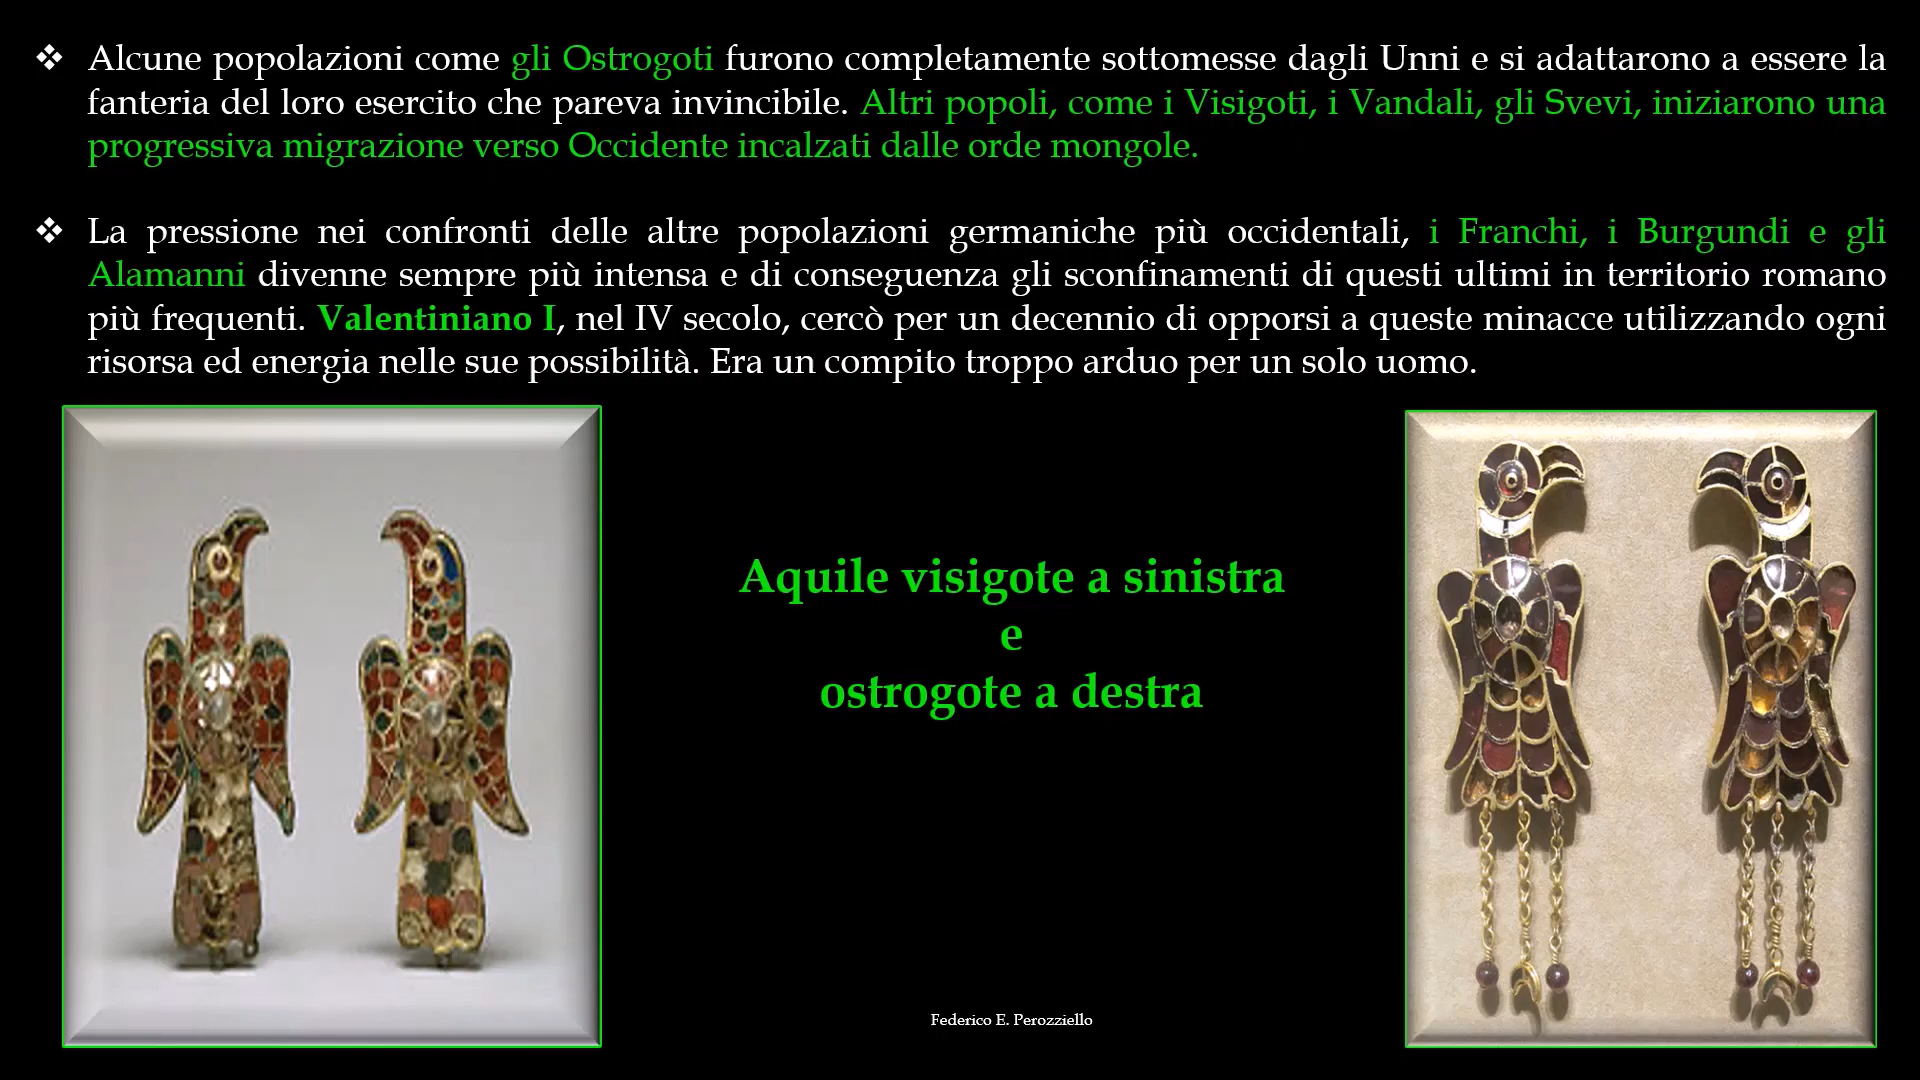 ❖ Alcune popolazioni come gli Ostrogoti furono completamente sottomesse dagli Unni e si adattarono a essere la
fanteria del loro esercito che pareva invincibile. Altri popoli, come i Visigoti, i Vandali, gli Svevi, iniziarono una
progressiva migrazione verso Occidente incalzati dalle orde mongole.
❖ La pressione nei confronti delle altre popolazioni germaniche più occidentali, i Franchi, i Burgundi e gli
Alamanni divenne sempre più intensa e di conseguenza gli sconfinamenti di questi ultimi in territorio romano
più frequenti. Valentiniano I, nel IV secolo, cercò per un decennio di opporsi a queste minacce utilizzando ogni
risorsa ed energia nelle sue possibilità. Era un compito troppo arduo per un solo uomo.
Aquile visigote a sinistra
e
ostrogote a destra
Federico E. Perozziello